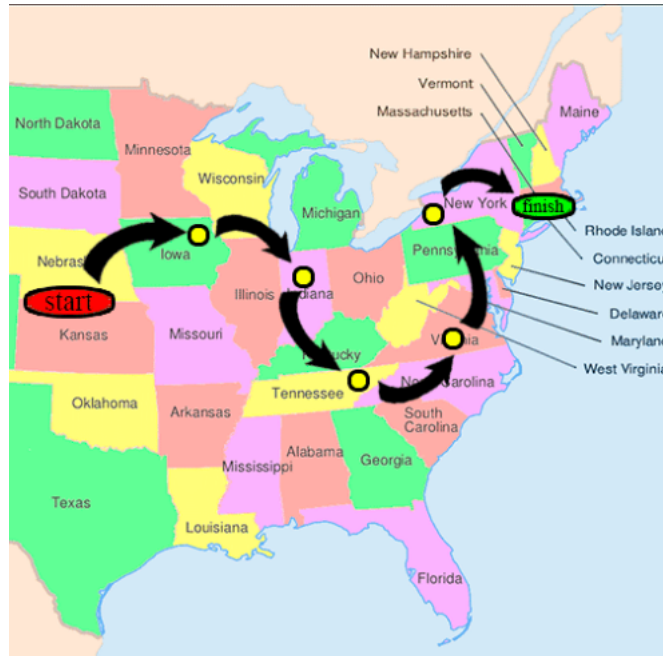 New Hampshire
Vermont
Massachusetts
Maine
North Dakota
Minnesota
South Dakota
Wisconsin
Michigan
New York
finish
Iowa
Nebras
Pennsylvania
Rhode Island
Connecticu
start
Illinois
Indiana
Ohio
New Jersey
Kansas
Missouri
Virginia
Delaware
Maryland
Kentucky
West Virginia
Oklahoma
Tennessee
North Carolina
Arkansas
South
Carolina
Mississippi
Alabama
Georgia
Texas
Louisiana
Florida